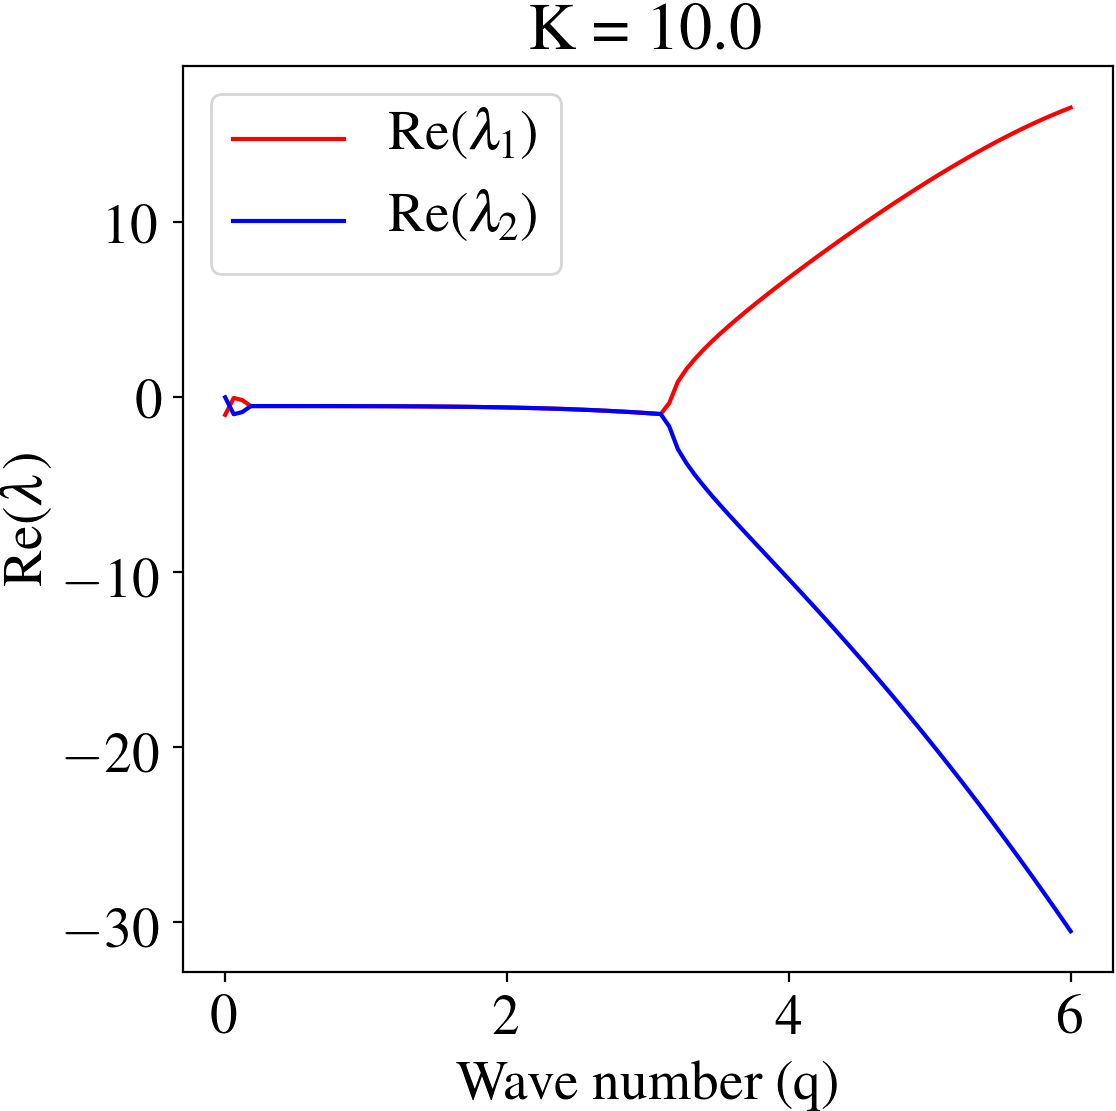 K = 10.0
Re(λ₁)
Re(λ₂)
10
0
−10
−20
−30
Re(λ)
0 2 4 6
Wave number (q)